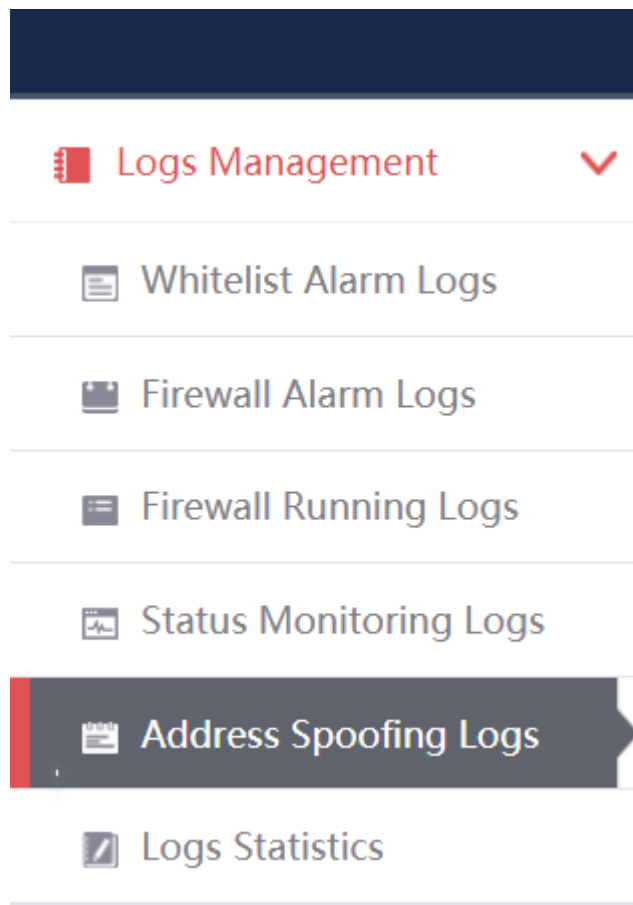 Logs Management
Whitelist Alarm Logs
Firewall Alarm Logs
Firewall Running Logs
Status Monitoring Logs
Address Spoofing Logs
Logs Statistics